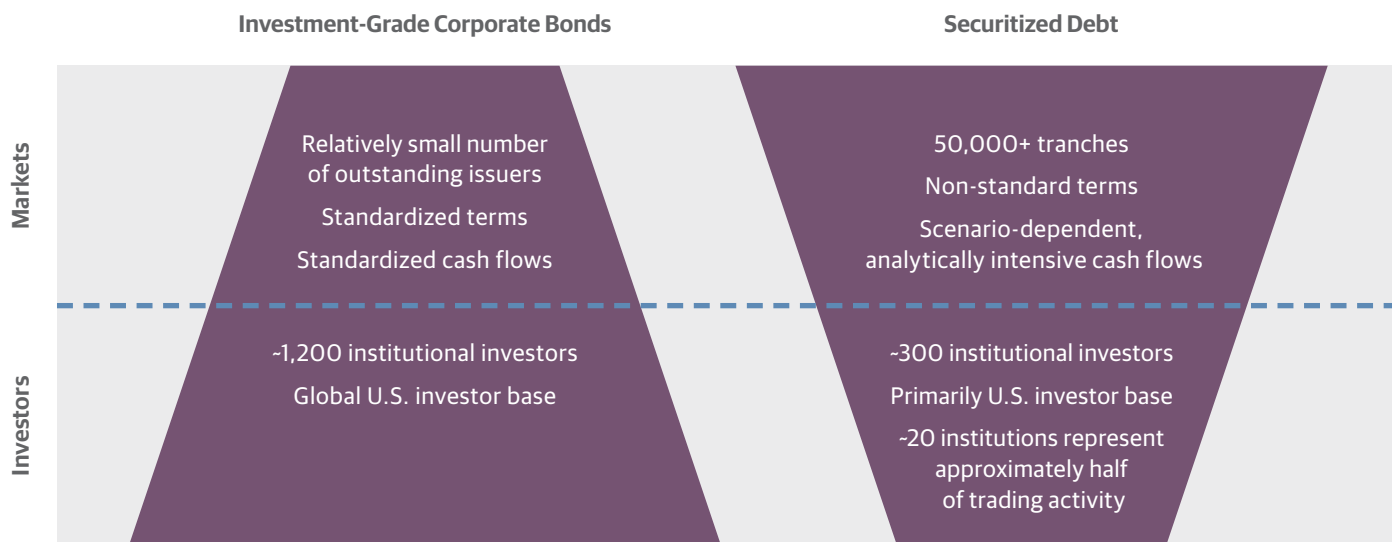 Investment-Grade Corporate Bonds
Securitized Debt
Markets
Relatively small number
of outstanding issuers
Standardized terms
Standardized cash flows
50,000+ tranches
Non-standard terms
Scenario-dependent,
analytically intensive cash flows
Investors
~1,200 institutional investors
Global U.S. investor base
~300 institutional investors
Primarily U.S. investor base
~20 institutions represent
approximately half
of trading activity